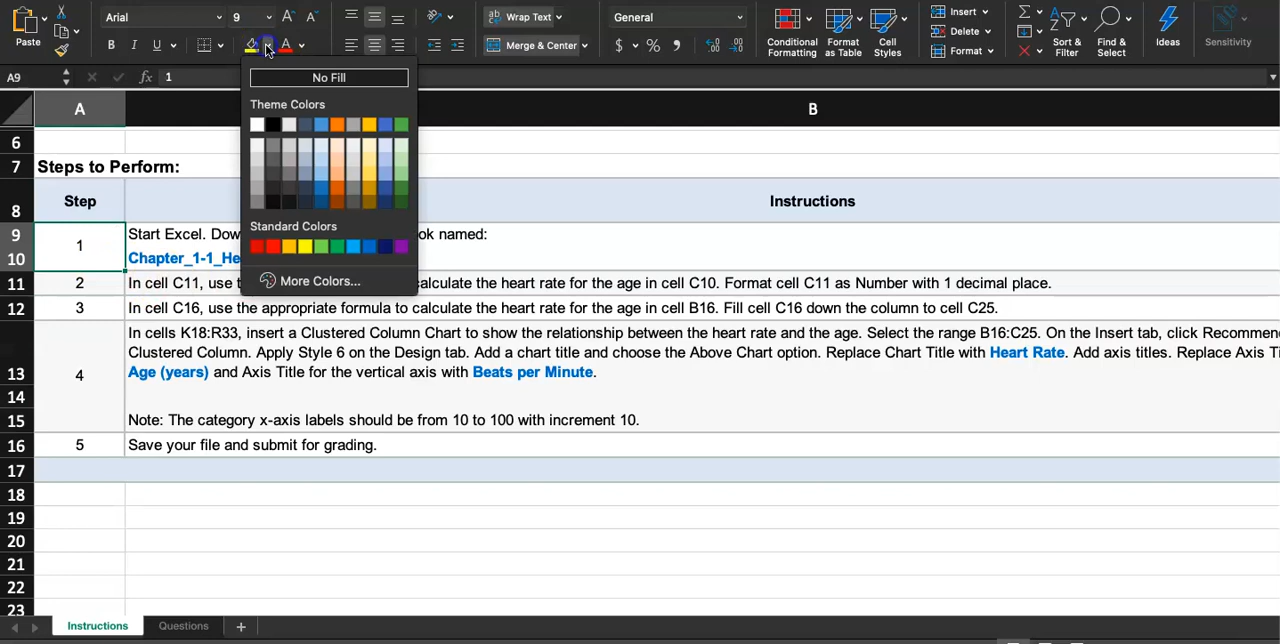 Arial 9 Wrap Text General Insert
Paste B I U A Merge & Center $ % Conditional Formatting Format as Table Cell Styles Delete Format Sort & Filter Find & Select Ideas Sensitivity
A9 fx 1
No Fill
Theme Colors
Standard Colors
More Colors...
A B
6
7 Steps to Perform:
8 Step Instructions
9 1 Start Excel. Dow ok named:
10 Chapter_1-1_He
11 2 In cell C11, use t alculate the heart rate for the age in cell C10. Format cell C11 as Number with 1 decimal place.
12 3 In cell C16, use the appropriate formula to calculate the heart rate for the age in cell B16. Fill cell C16 down the column to cell C25.
In cells K18:R33, insert a Clustered Column Chart to show the relationship between the heart rate and the age. Select the range B16:C25. On the Insert tab, click Recommen
Clustered Column. Apply Style 6 on the Design tab. Add a chart title and choose the Above Chart option. Replace Chart Title with Heart Rate. Add axis titles. Replace Axis Ti
13 4 Age (years) and Axis Title for the vertical axis with Beats per Minute.
14
15 Note: The category x-axis labels should be from 10 to 100 with increment 10.
16 5 Save your file and submit for grading.
17
18
19
20
21
22
23
Instructions Questions +